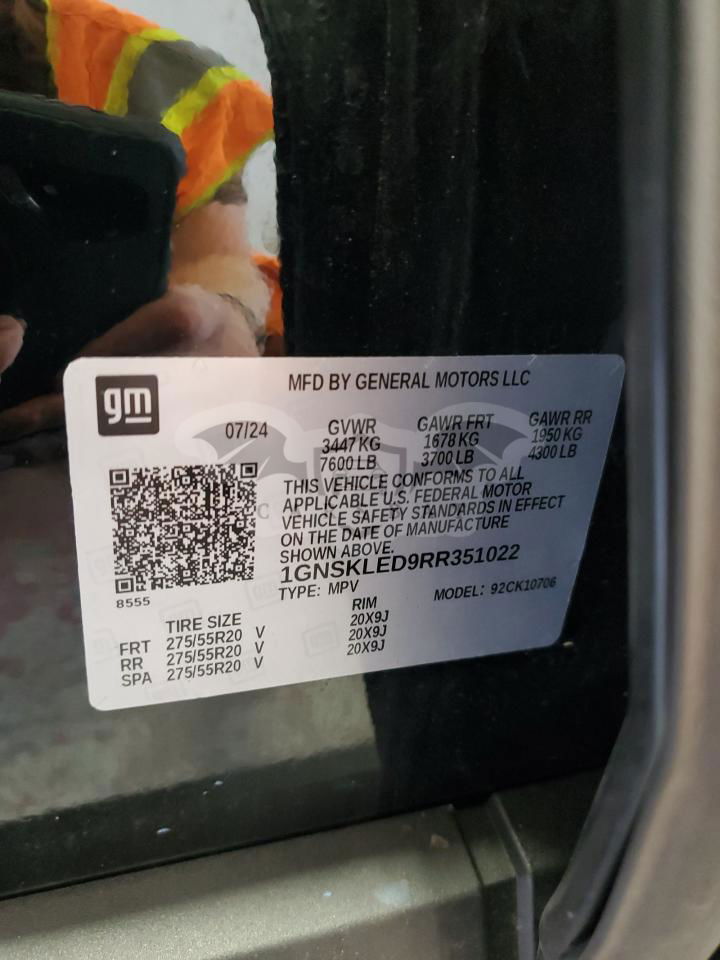 gm
MFD BY GENERAL MOTORS LLC
07/24
GVWR
3447 KG
7600 LB
GAWR FRT
1678 KG
3700 LB
GAWR RR
1950 KG
4300 LB
THIS VEHICLE CONFORMS TO ALL
APPLICABLE U.S. FEDERAL MOTOR
VEHICLE SAFETY STANDARDS IN EFFECT
ON THE DATE OF MANUFACTURE
SHOWN ABOVE.
1GNSKLED9RR351022
TYPE: MPV
MODEL: 92CK10706
8555
TIRE SIZE RIM
FRT 275/55R20 V 20X9J
RR 275/55R20 V 20X9J
SPA 275/55R20 V 20X9J